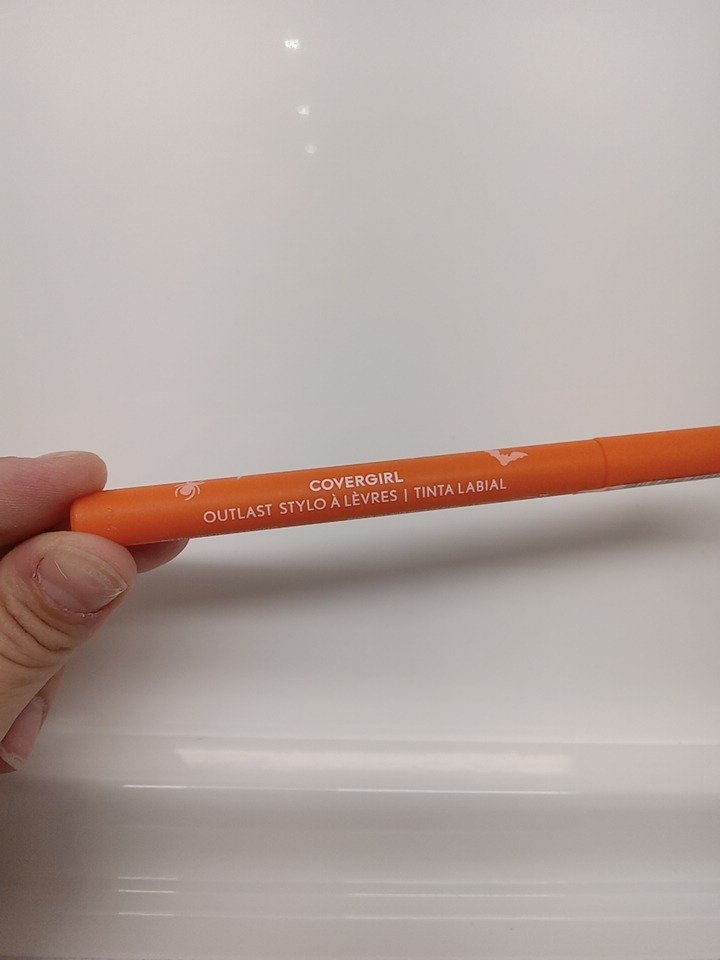 COVERGIRL
OUTLAST STYLO À LÈVRES | TINTA LABIAL